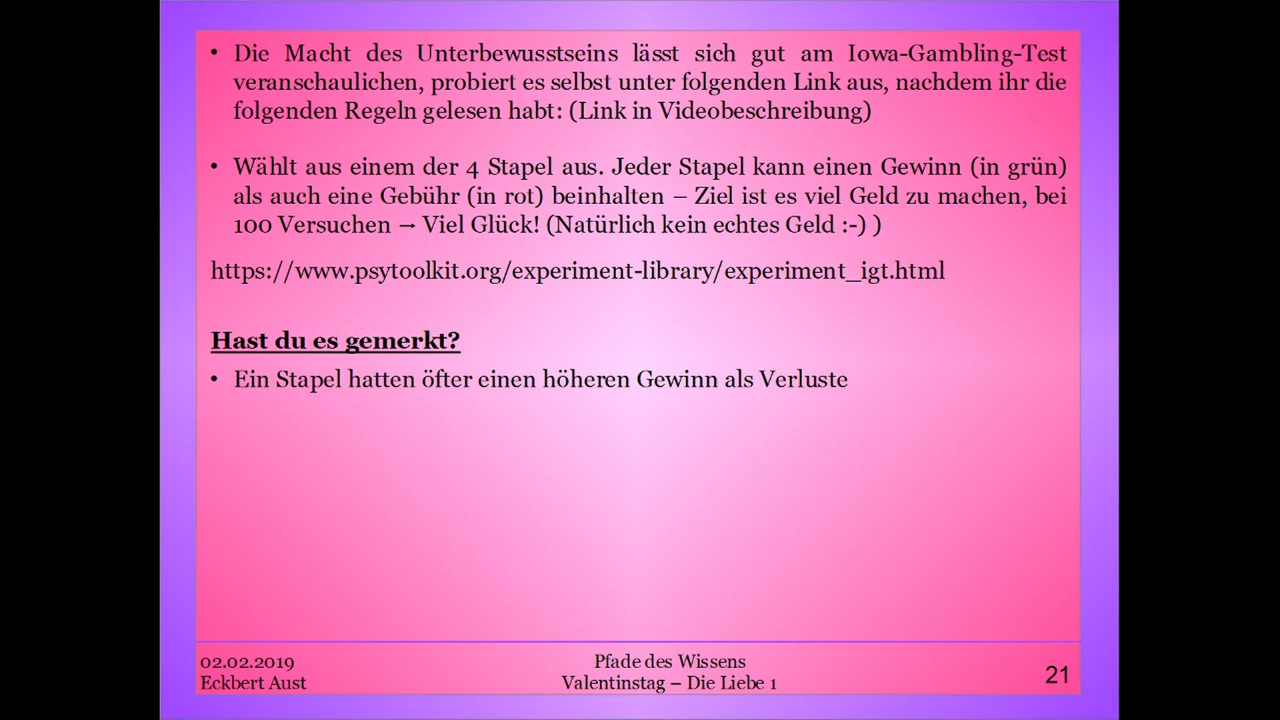 • Die Macht des Unterbewusstseins lässt sich gut am Iowa-Gambling-Test
veranschaulichen, probiert es selbst unter folgenden Link aus, nachdem ihr die
folgenden Regeln gelesen habt: (Link in Videobeschreibung)
• Wählt aus einem der 4 Stapel aus. Jeder Stapel kann einen Gewinn (in grün)
als auch eine Gebühr (in rot) beinhalten – Ziel ist es viel Geld zu machen, bei
100 Versuchen → Viel Glück! (Natürlich kein echtes Geld :-) )
https://www.psytoolkit.org/experiment-library/experiment_igt.html
Hast du es gemerkt?
• Ein Stapel hatten öfter einen höheren Gewinn als Verluste
02.02.2019
Eckbert Aust
Pfade des Wissens
Valentinstag – Die Liebe 1
21